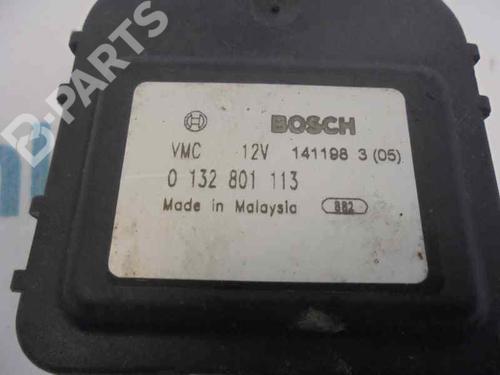 B-PARTS
BOSCH
VMC 12V 141198 3 (05)
0 132 801 113
Made in Malaysia 882